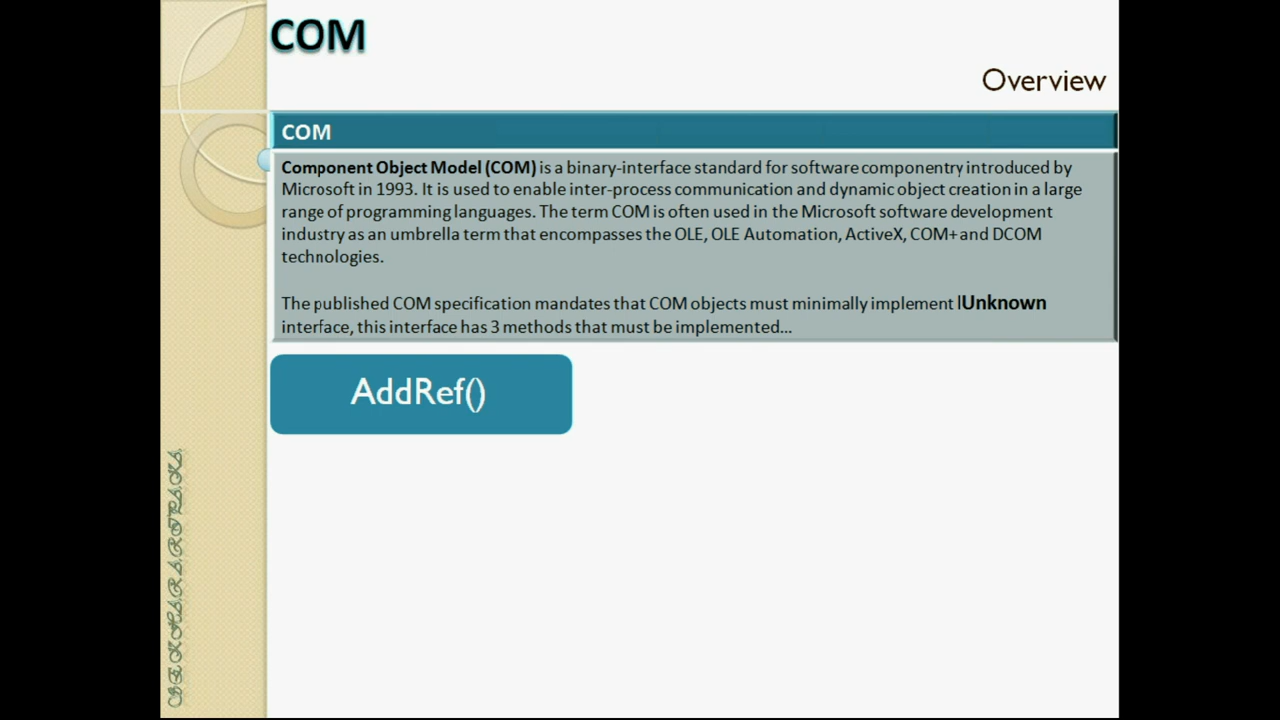 COM
Overview
COM
Component Object Model (COM) is a binary-interface standard for software componentry introduced by
Microsoft in 1993. It is used to enable inter-process communication and dynamic object creation in a large
range of programming languages. The term COM is often used in the Microsoft software development
industry as an umbrella term that encompasses the OLE, OLE Automation, ActiveX, COM+ and DCOM
technologies.
The published COM specification mandates that COM objects must minimally implement IUnknown
interface, this interface has 3 methods that must be implemented...
AddRef()